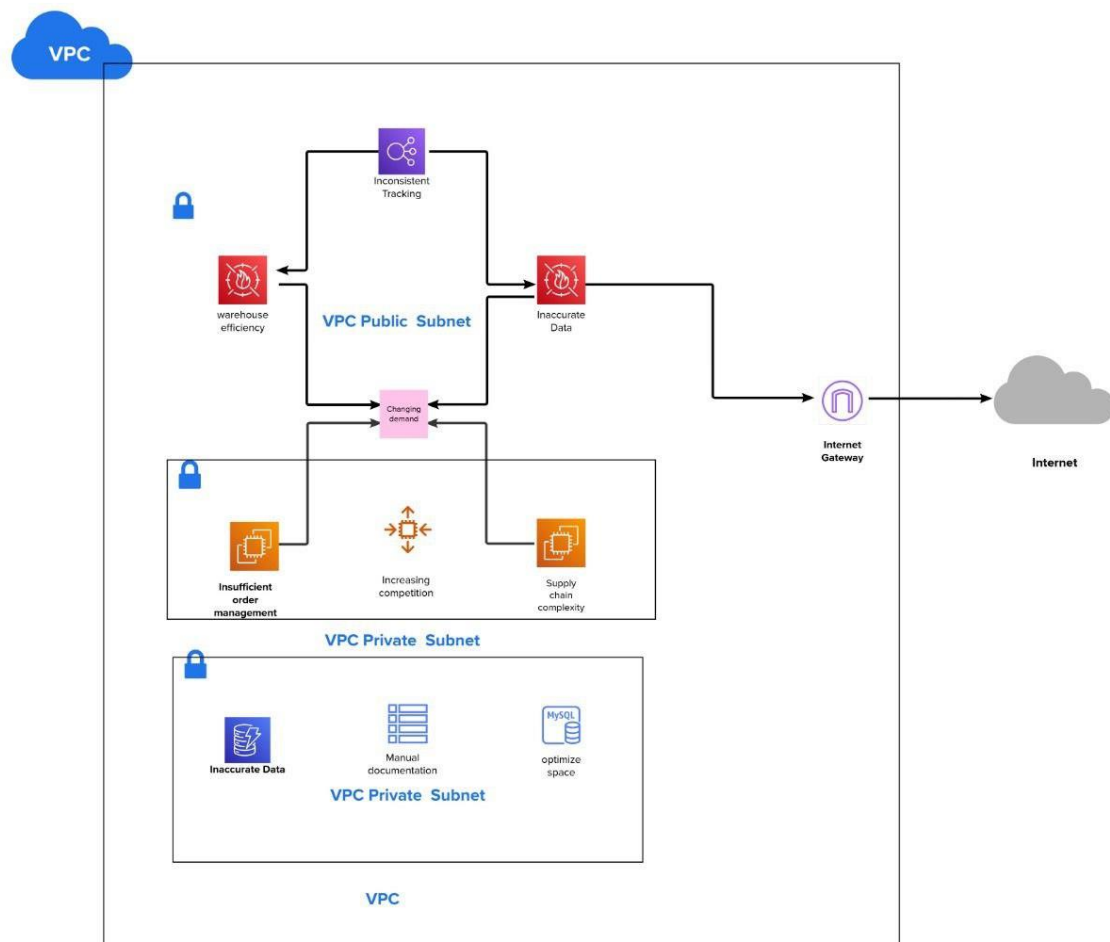 VPC
Inconsistent
Tracking
warehouse
efficiency
VPC Public Subnet
Inaccurate
Data
Changing
demand
Internet
Gateway
Internet
Insufficient
order
management
Increasing
competition
Supply
chain
complexity
VPC Private Subnet
Inaccurate Data
Manual
documentation
MySQL
optimize
space
VPC Private Subnet
VPC